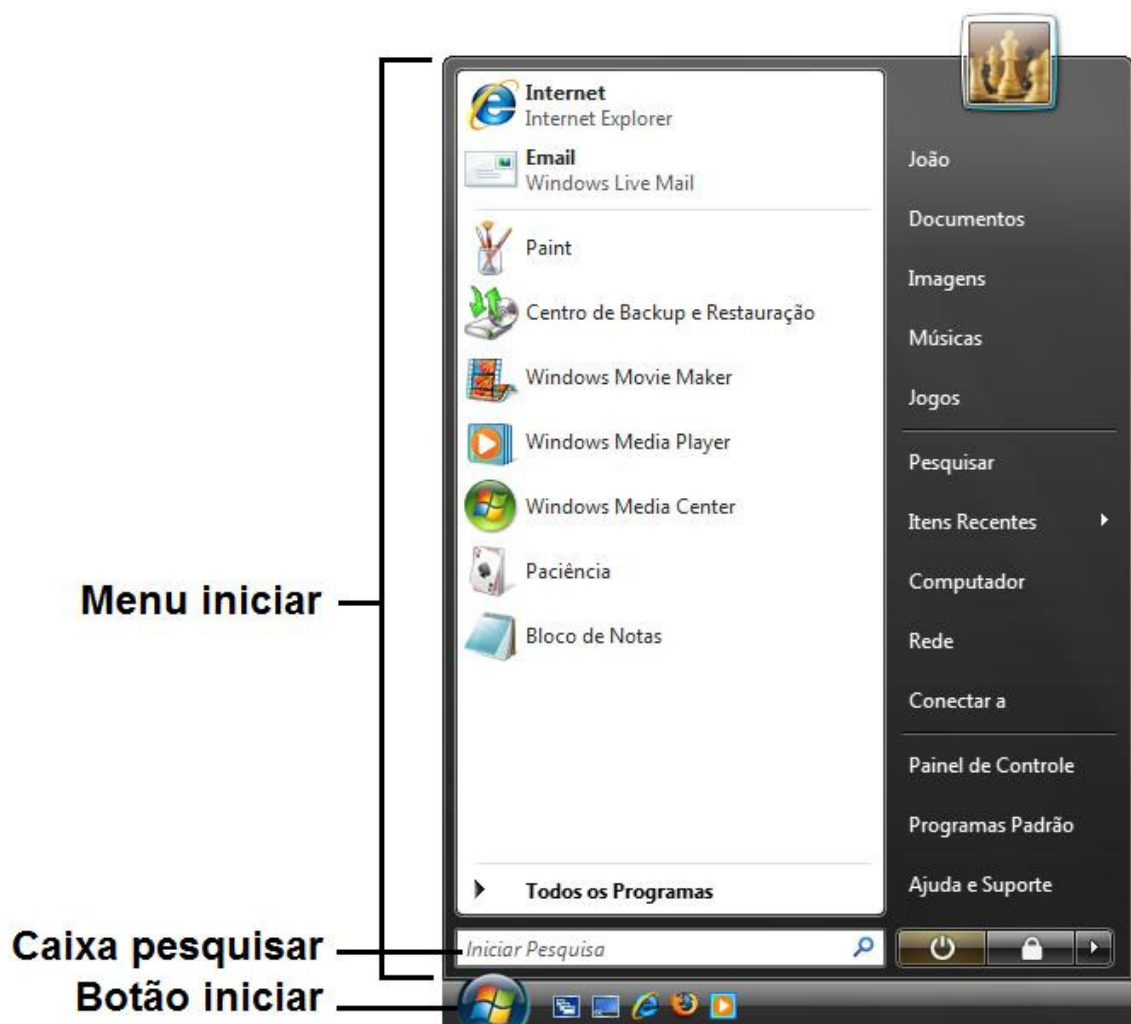 Internet
Internet Explorer
Email
Windows Live Mail
Paint
Centro de Backup e Restauração
Windows Movie Maker
Windows Media Player
Windows Media Center
Paciência
Bloco de Notas
Todos os Programas
Iniciar Pesquisa
João
Documentos
Imagens
Músicas
Jogos
Pesquisar
Itens Recentes
Computador
Rede
Conectar a
Painel de Controle
Programas Padrão
Ajuda e Suporte
Menu iniciar
Caixa pesquisar
Botão iniciar